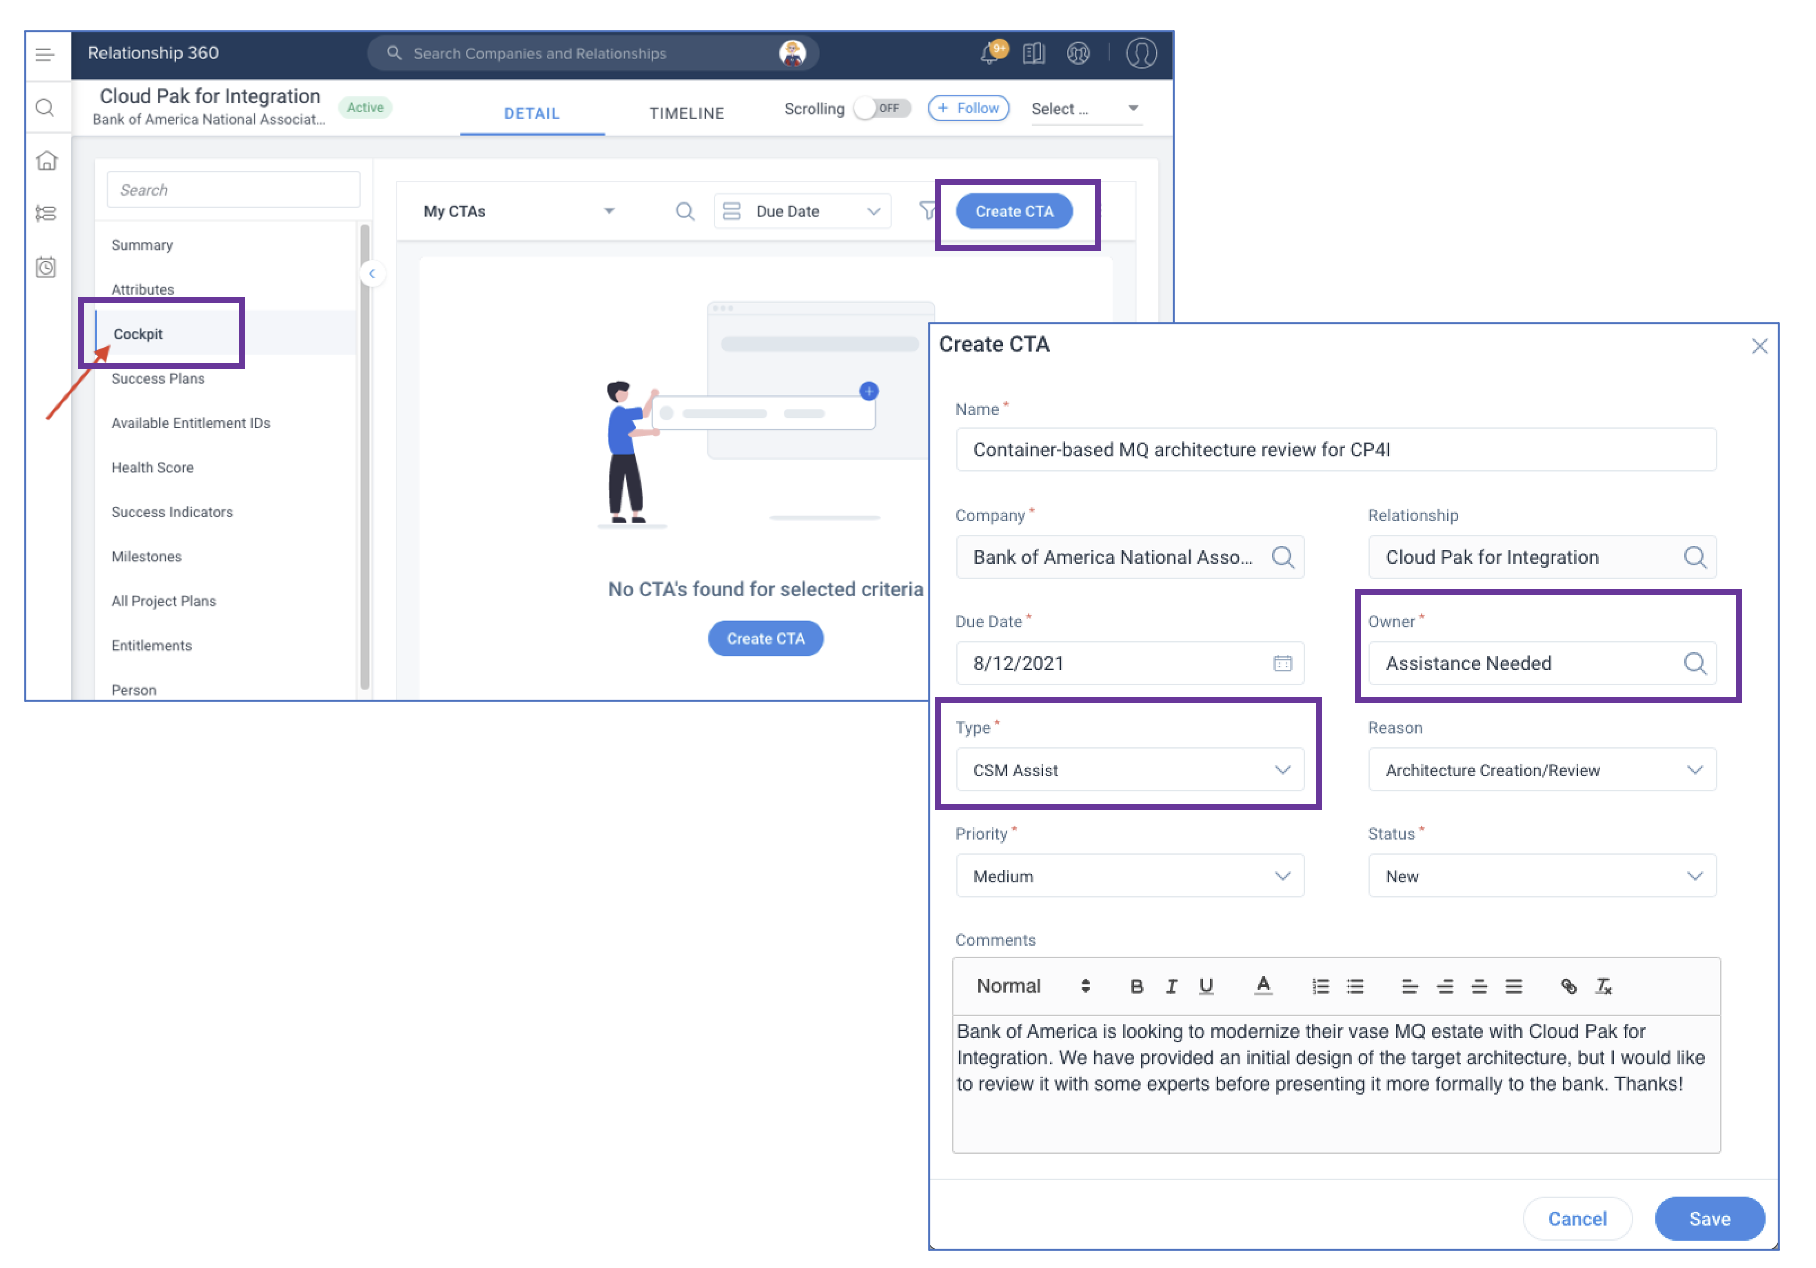 Relationship 360
Search Companies and Relationships
9+
Cloud Pak for Integration
Bank of America National Associat...
Active
DETAIL
TIMELINE
Scrolling
OFF
+ Follow
Select ...
Search
My CTAs
Due Date
Create CTA
Summary
Attributes
Cockpit
Success Plans
Available Entitlement IDs
Health Score
Success Indicators
Milestones
All Project Plans
Entitlements
Person
No CTA's found for selected criteria
Create CTA
Create CTA
Name *
Container-based MQ architecture review for CP4I
Company *
Relationship
Bank of America National Asso...
Cloud Pak for Integration
Due Date *
Owner *
8/12/2021
Assistance Needed
Type *
Reason
CSM Assist
Architecture Creation/Review
Priority *
Status *
Medium
New
Comments
Normal
B I U A
Bank of America is looking to modernize their vase MQ estate with Cloud Pak for
Integration. We have provided an initial design of the target architecture, but I would like
to review it with some experts before presenting it more formally to the bank. Thanks!
Cancel
Save